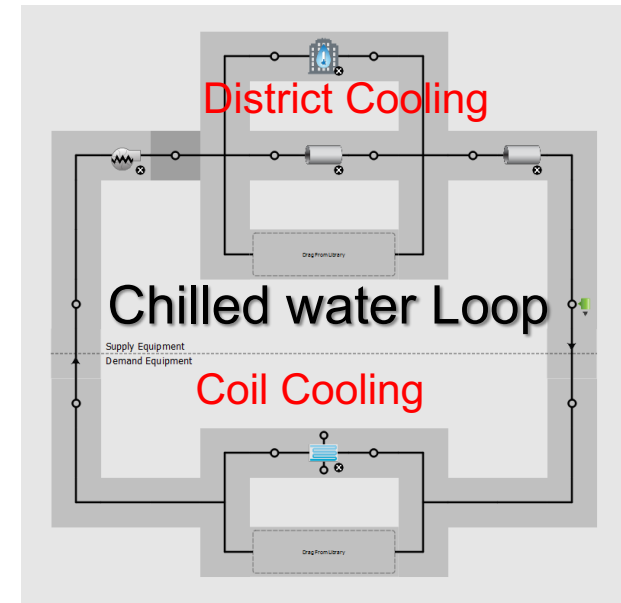 District Cooling
Drag From Library
Chilled water Loop
Supply Equipment
Demand Equipment
Coil Cooling
Drag From Library